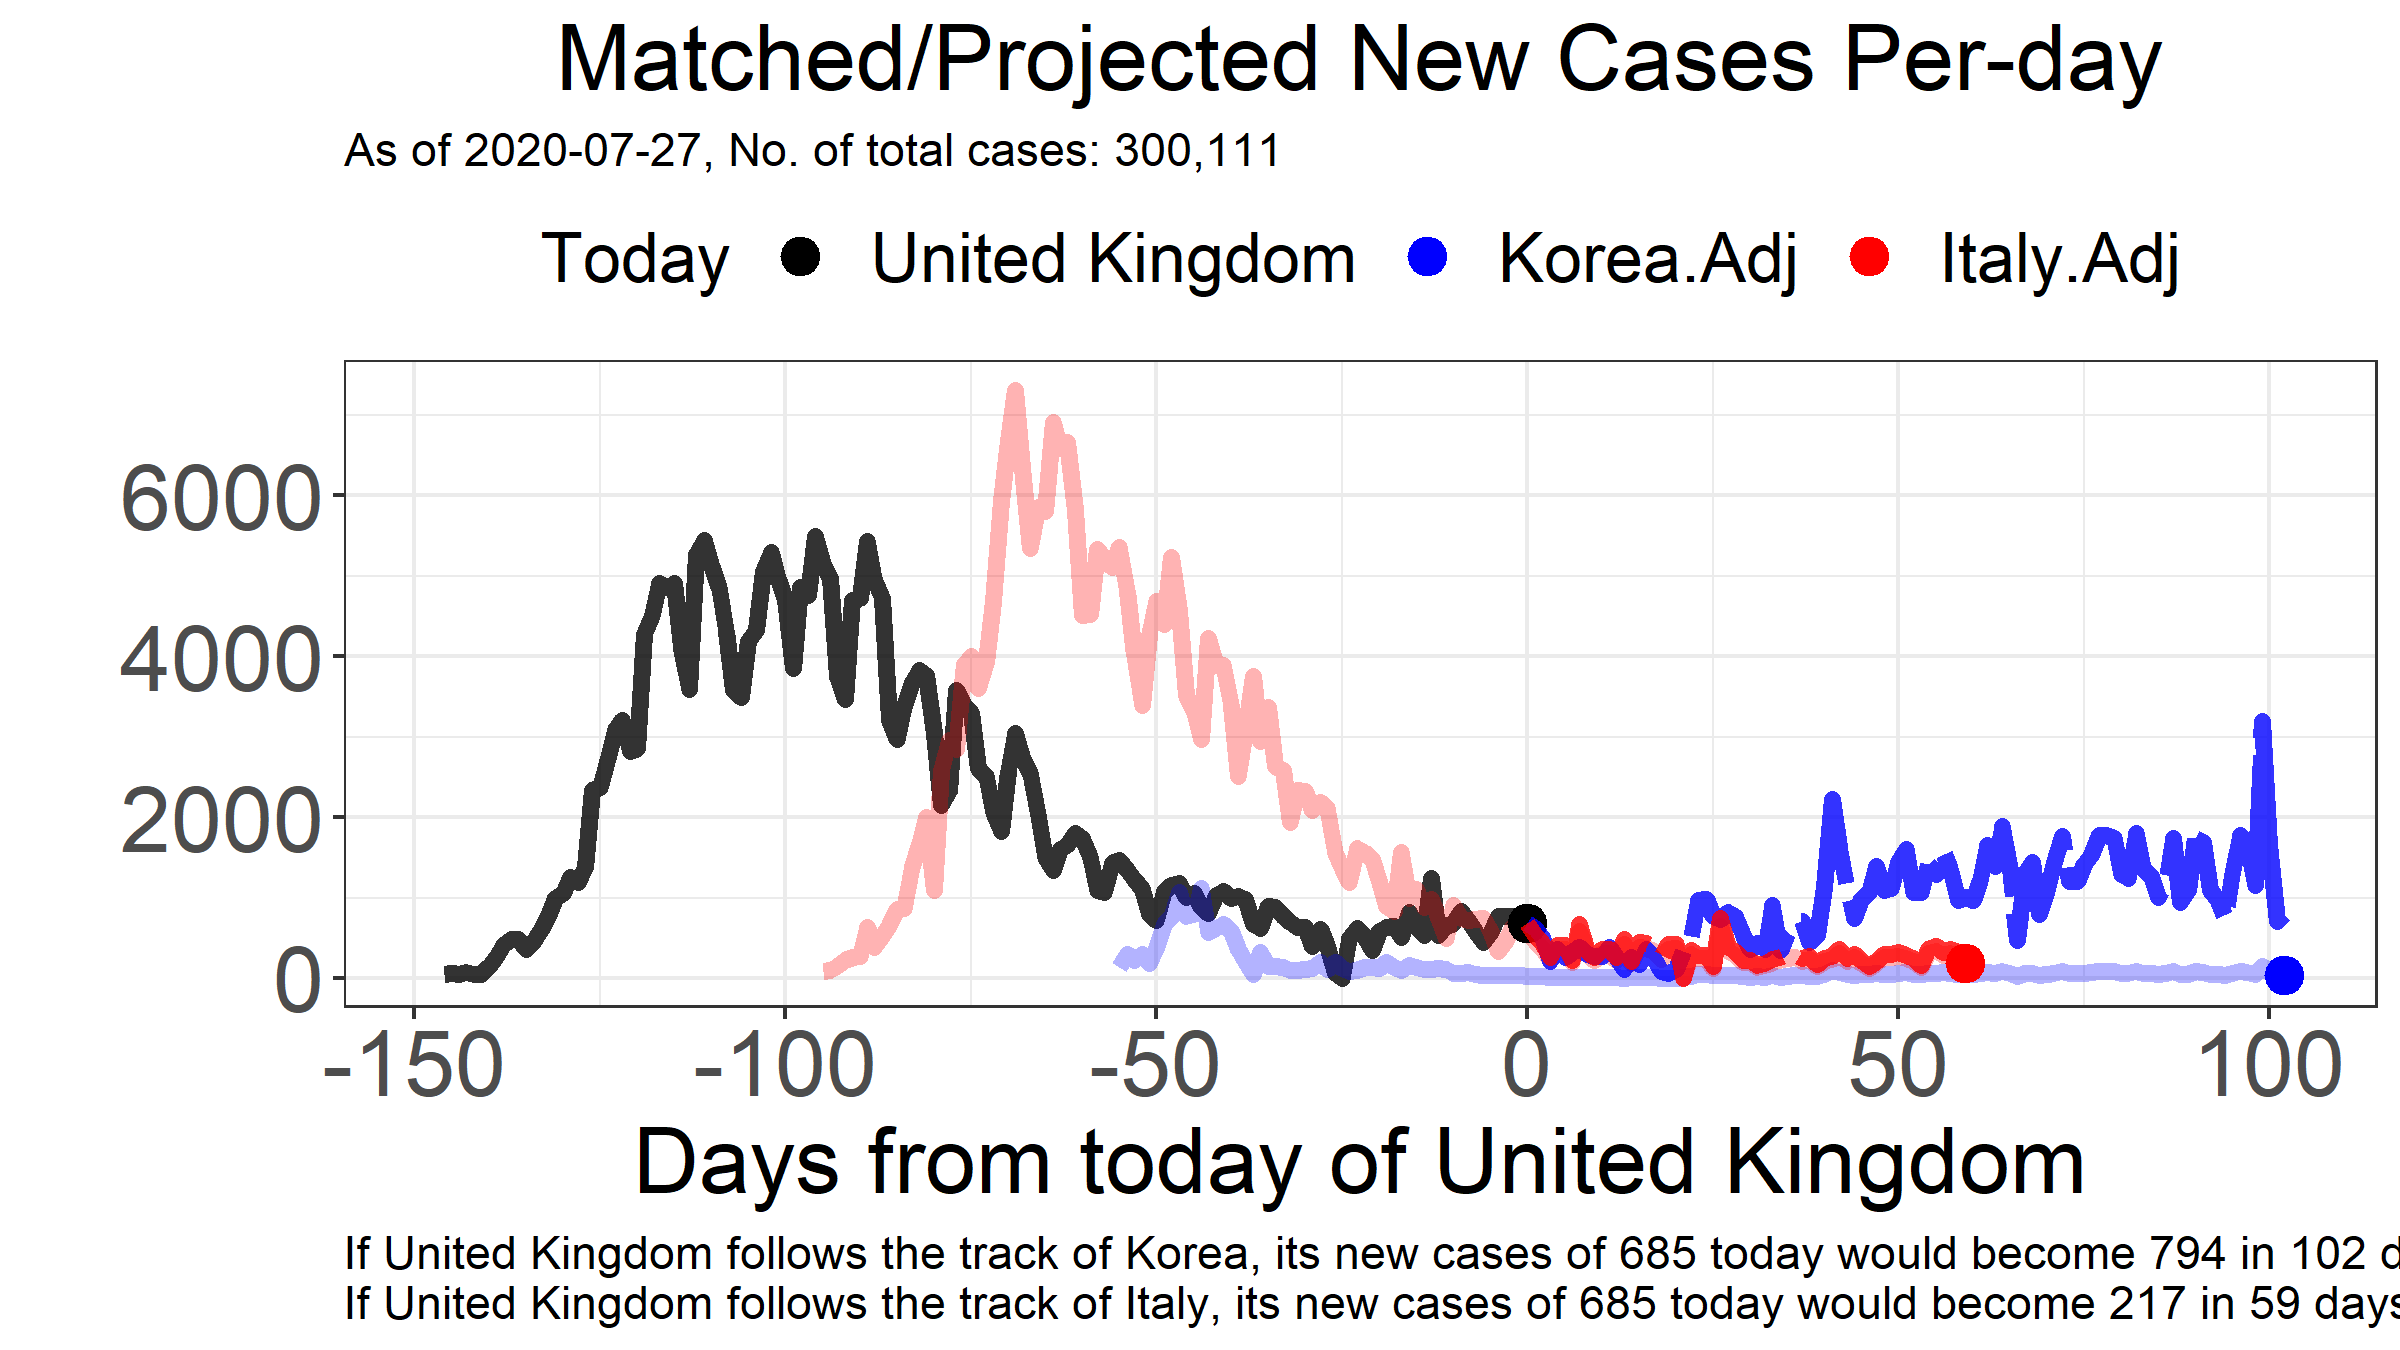 Matched/Projected New Cases Per-day
As of 2020-07-27, No. of total cases: 300,111
Today United Kingdom Korea.Adj Italy.Adj
6000
4000
2000
0
-150 -100 -50 0 50 100
Days from today of United Kingdom
If United Kingdom follows the track of Korea, its new cases of 685 today would become 794 in 102 d
If United Kingdom follows the track of Italy, its new cases of 685 today would become 217 in 59 days